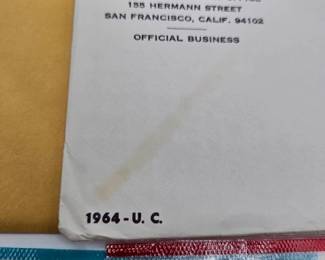 155 HERMANN STREET
SAN FRANCISCO, CALIF. 94102
OFFICIAL BUSINESS
1964 - U. C.